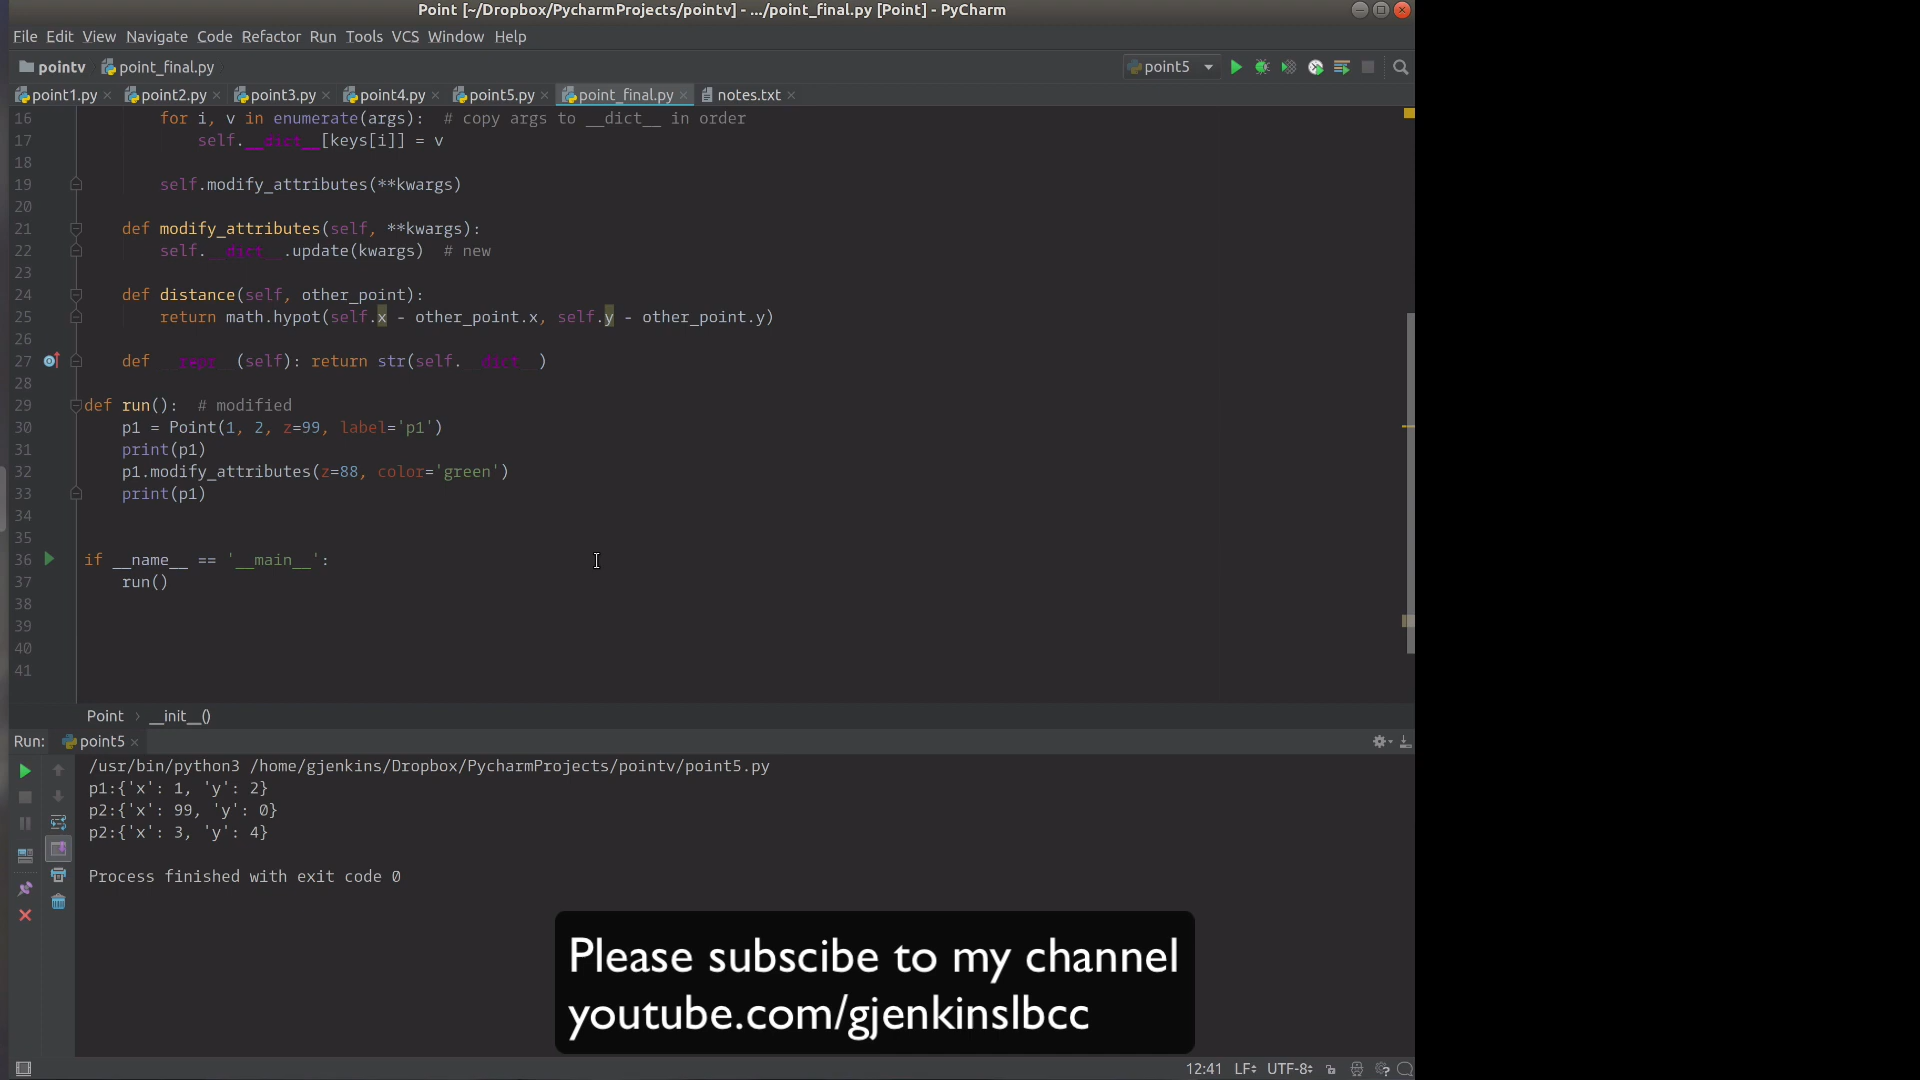 Point [~/Dropbox/PycharmProjects/pointv] - .../point_final.py [Point] - PyCharm
File Edit View Navigate Code Refactor Run Tools VCS Window Help
pointv point_final.py point5
point1.py point2.py point3.py point4.py point5.py point_final.py notes.txt
16 for i, v in enumerate(args):  # copy args to __dict__ in order
17 self.__dict__[keys[i]] = v
18
19 self.modify_attributes(**kwargs)
20
21 def modify_attributes(self, **kwargs):
22 self.__dict__.update(kwargs)  # new
23
24 def distance(self, other_point):
25 return math.hypot(self.x - other_point.x, self.y - other_point.y)
26
27 def __repr__(self): return str(self.__dict__)
28
29 def run():  # modified
30 p1 = Point(1, 2, z=99, label='p1')
31 print(p1)
32 p1.modify_attributes(z=88, color='green')
33 print(p1)
34
35
36 if __name__ == '__main__':
37 run()
38
39
40
41
Point __init__()
Run: point5
/usr/bin/python3 /home/gjenkins/Dropbox/PycharmProjects/pointv/point5.py
p1:{'x': 1, 'y': 2}
p2:{'x': 99, 'y': 0}
p2:{'x': 3, 'y': 4}
Process finished with exit code 0
Please subscibe to my channel
youtube.com/gjenkinslbcc
12:41 LF UTF-8